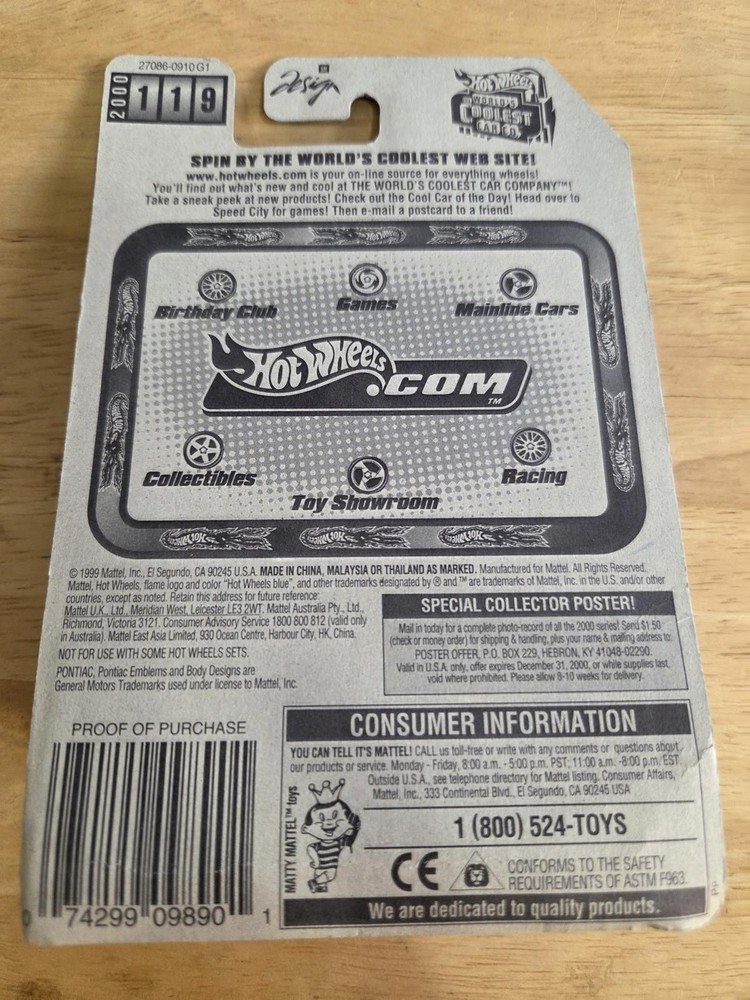 27086-0910G1
2000
119
Design
Hot Wheels
WORLD'S
COOLEST
CAR CO.
SPIN BY THE WORLD'S COOLEST WEB SITE!
www.hotwheels.com is your on-line source for everything wheels!
You'll find out what's new and cool at THE WORLD'S COOLEST CAR COMPANY™!
Take a sneak peek at new products! Check out the Cool Car of the Day! Head over to
Speed City for games! Then e-mail a postcard to a friend!
Hot Wheels Hot Wheels Hot Wheels
Birthday Club Games Mainline Cars
Hot Wheels .COM™
Collectibles Toy Showroom Racing
Hot Wheels Hot Wheels Hot Wheels
© 1999 Mattel, Inc., El Segundo, CA 90245 U.S.A. MADE IN CHINA, MALAYSIA OR THAILAND AS MARKED. Manufactured for Mattel. All Rights Reserved.
Mattel, Hot Wheels, flame logo and color "Hot Wheels blue", and other trademarks designated by ® and ™ are trademarks of Mattel, Inc. in the U.S. and/or other
countries, except as noted. Retain this address for future reference:
Mattel U.K., Ltd., Meridian West, Leicester LE3 2WT. Mattel Australia Pty., Ltd.,
Richmond, Victoria 3121. Consumer Advisory Service 1800 800 812 (valid only
in Australia). Mattel East Asia Limited, 930 Ocean Centre, Harbour City, HK, China.
NOT FOR USE WITH SOME HOT WHEELS SETS.
PONTIAC, Pontiac Emblems and Body Designs are
General Motors Trademarks used under license to Mattel, Inc.
SPECIAL COLLECTOR POSTER!
Mail in today for a complete photo-record of all the 2000 series! Send $1.50
(check or money order) for shipping & handling, plus your name & mailing address to:
POSTER OFFER, P.O. BOX 229, HEBRON, KY 41048-02290.
Valid in U.S.A. only, offer expires December 31, 2000, or while supplies last,
void where prohibited. Please allow 8-10 weeks for delivery.
PROOF OF PURCHASE
0 74299 09890 1
CONSUMER INFORMATION
YOU CAN TELL IT'S MATTEL! CALL us toll-free or write with any comments or questions about
our products or service. Monday - Friday, 8:00 a.m. - 5:00 p.m. PST; 11:00 a.m. -8:00 p.m. EST.
Outside U.S.A., see telephone directory for Mattel listing. Consumer Affairs,
Mattel, Inc., 333 Continental Blvd., El Segundo, CA 90245 USA
MATTY MATTEL™ toys
1 (800) 524-TOYS
CE
CONFORMS TO THE SAFETY
REQUIREMENTS OF ASTM F963.
We are dedicated to quality products.